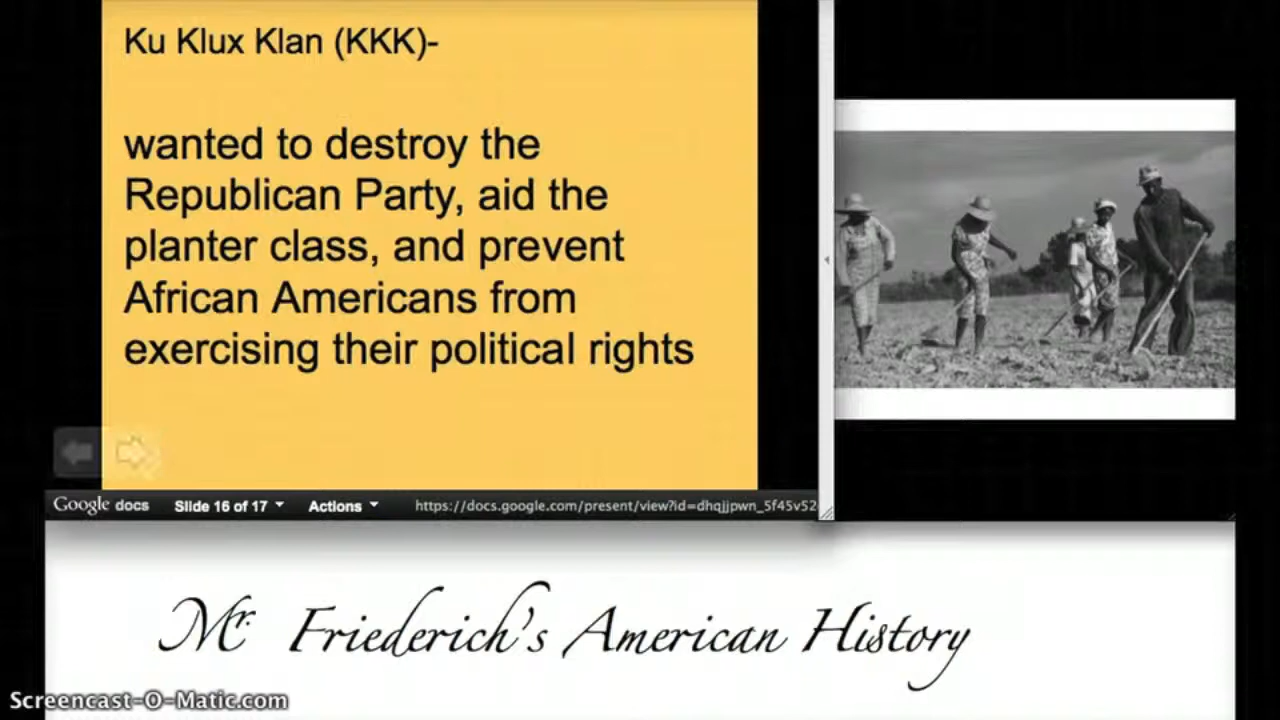 Ku Klux Klan (KKK)-
wanted to destroy the
Republican Party, aid the
planter class, and prevent
African Americans from
exercising their political rights
Google docs Slide 16 of 17 Actions https://docs.google.com/present/view?id=dhqjjpwn_5f45v52
Mr. Friederich's American History
Screencast-O-Matic.com